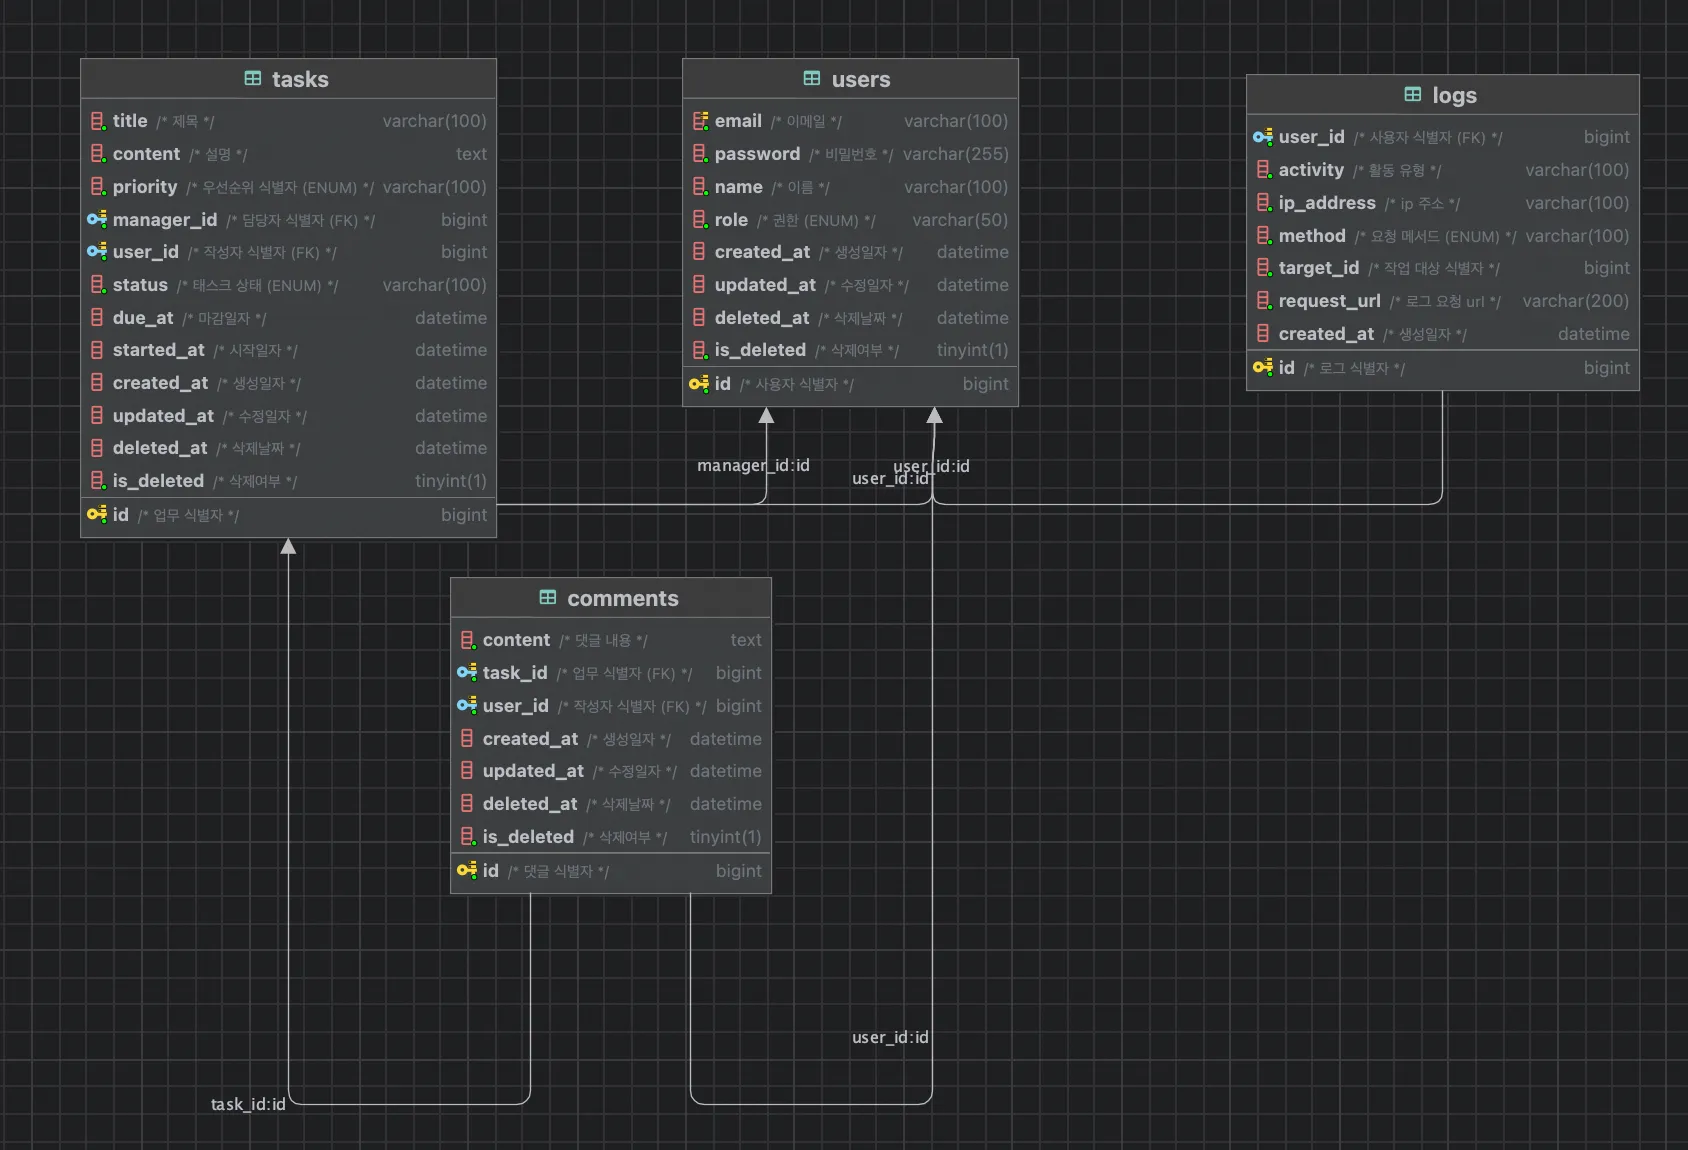 tasks
title /* 제목 */ varchar(100)
content /* 설명 */ text
priority /* 우선순위 식별자 (ENUM) */ varchar(100)
manager_id /* 담당자 식별자 (FK) */ bigint
user_id /* 작성자 식별자 (FK) */ bigint
status /* 태스크 상태 (ENUM) */ varchar(100)
due_at /* 마감일자 */ datetime
started_at /* 시작일자 */ datetime
created_at /* 생성일자 */ datetime
updated_at /* 수정일자 */ datetime
deleted_at /* 삭제날짜 */ datetime
is_deleted /* 삭제여부 */ tinyint(1)
id /* 업무 식별자 */ bigint
users
email /* 이메일 */ varchar(100)
password /* 비밀번호 */ varchar(255)
name /* 이름 */ varchar(100)
role /* 권한 (ENUM) */ varchar(50)
created_at /* 생성일자 */ datetime
updated_at /* 수정일자 */ datetime
deleted_at /* 삭제날짜 */ datetime
is_deleted /* 삭제여부 */ tinyint(1)
id /* 사용자 식별자 */ bigint
logs
user_id /* 사용자 식별자 (FK) */ bigint
activity /* 활동 유형 */ varchar(100)
ip_address /* ip 주소 */ varchar(100)
method /* 요청 메서드 (ENUM) */ varchar(100)
target_id /* 작업 대상 식별자 */ bigint
request_url /* 로그 요청 url */ varchar(200)
created_at /* 생성일자 */ datetime
id /* 로그 식별자 */ bigint
manager_id:id
user_id:id
user_id:id
comments
content /* 댓글 내용 */ text
task_id /* 업무 식별자 (FK) */ bigint
user_id /* 작성자 식별자 (FK) */ bigint
created_at /* 생성일자 */ datetime
updated_at /* 수정일자 */ datetime
deleted_at /* 삭제날짜 */ datetime
is_deleted /* 삭제여부 */ tinyint(1)
id /* 댓글 식별자 */ bigint
user_id:id
task_id:id